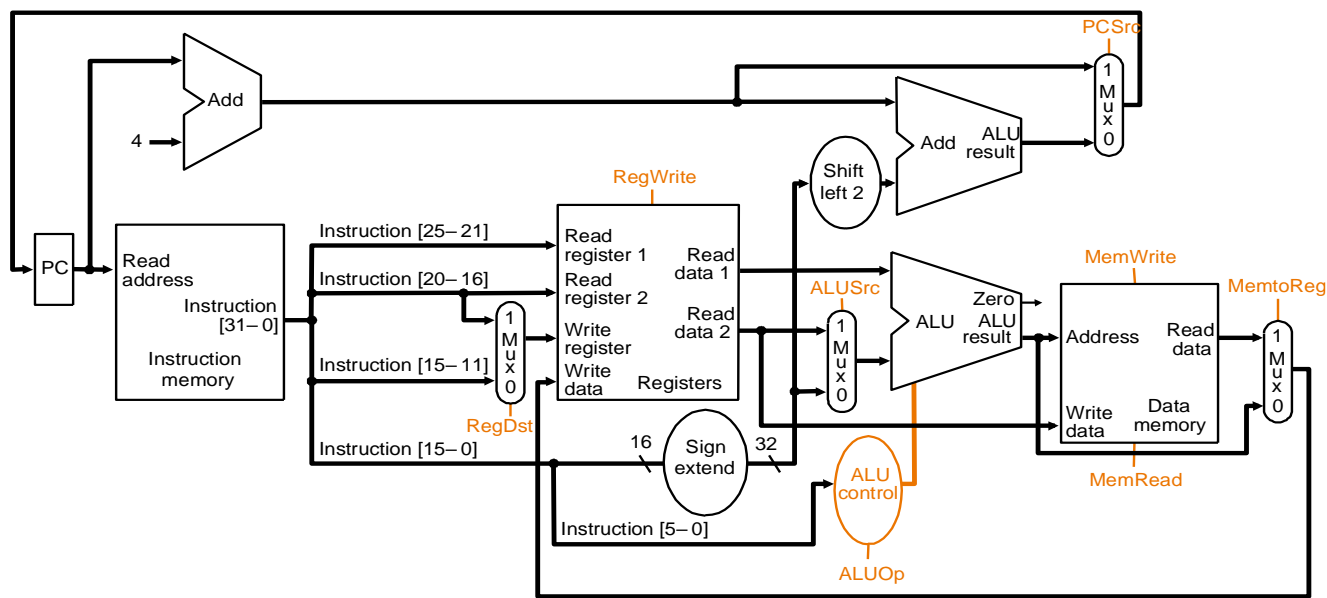 PCSrc
1
M
u
x
0
Add
4
Add
ALU
result
Shift
left 2
RegWrite
PC
Read
address
Instruction
[31–0]
Instruction
memory
Instruction [25–21]
Instruction [20–16]
Instruction [15–11]
Instruction [15–0]
Instruction [5–0]
1
M
u
x
0
RegDst
Read
register 1
Read
register 2
Write
register
Write
data
Read
data 1
Read
data 2
Registers
16
Sign
extend
32
ALUSrc
1
M
u
x
0
Zero
ALU
ALU
result
ALU
control
ALUOp
MemWrite
Address
Read
data
Write
data
Data
memory
MemRead
MemtoReg
1
M
u
x
0